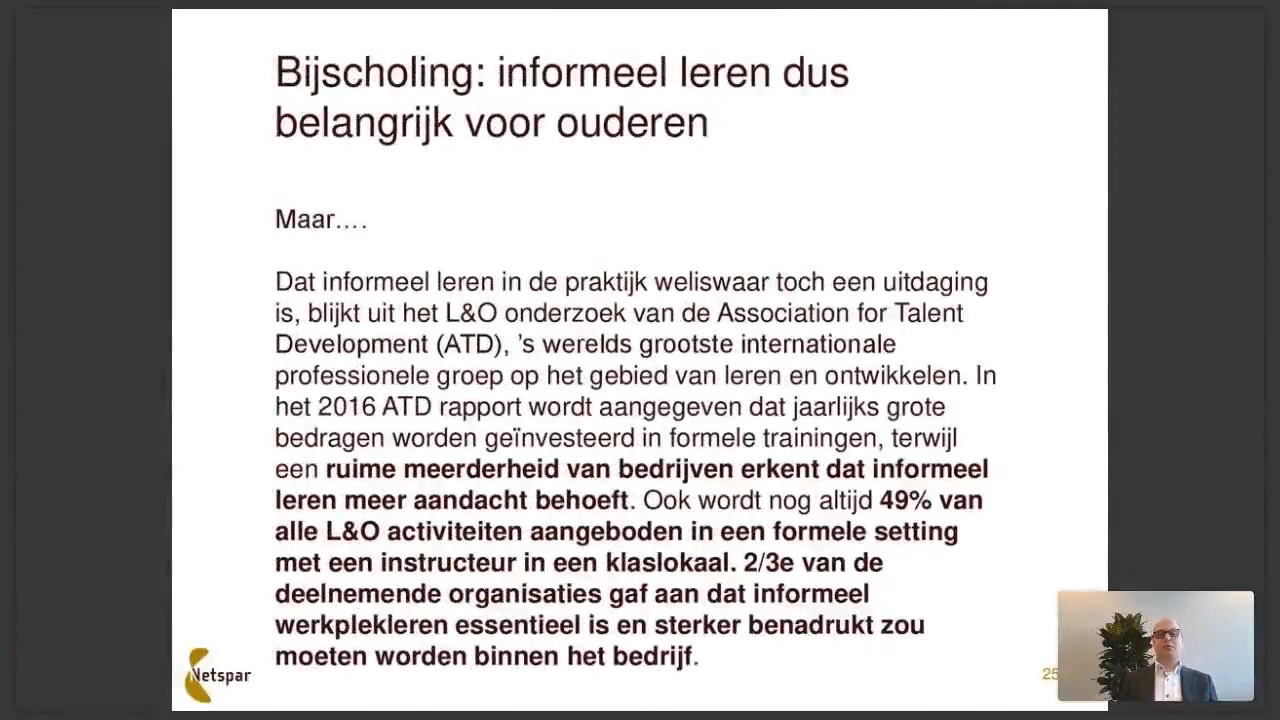 Bijscholing: informeel leren dus
belangrijk voor ouderen
Maar….
Dat informeel leren in de praktijk weliswaar toch een uitdaging
is, blijkt uit het L&O onderzoek van de Association for Talent
Development (ATD), ’s werelds grootste internationale
professionele groep op het gebied van leren en ontwikkelen. In
het 2016 ATD rapport wordt aangegeven dat jaarlijks grote
bedragen worden geïnvesteerd in formele trainingen, terwijl
een ruime meerderheid van bedrijven erkent dat informeel
leren meer aandacht behoeft. Ook wordt nog altijd 49% van
alle L&O activiteiten aangeboden in een formele setting
met een instructeur in een klaslokaal. 2/3e van de
deelnemende organisaties gaf aan dat informeel
werkplekleren essentieel is en sterker benadrukt zou
moeten worden binnen het bedrijf.
Netspar
25